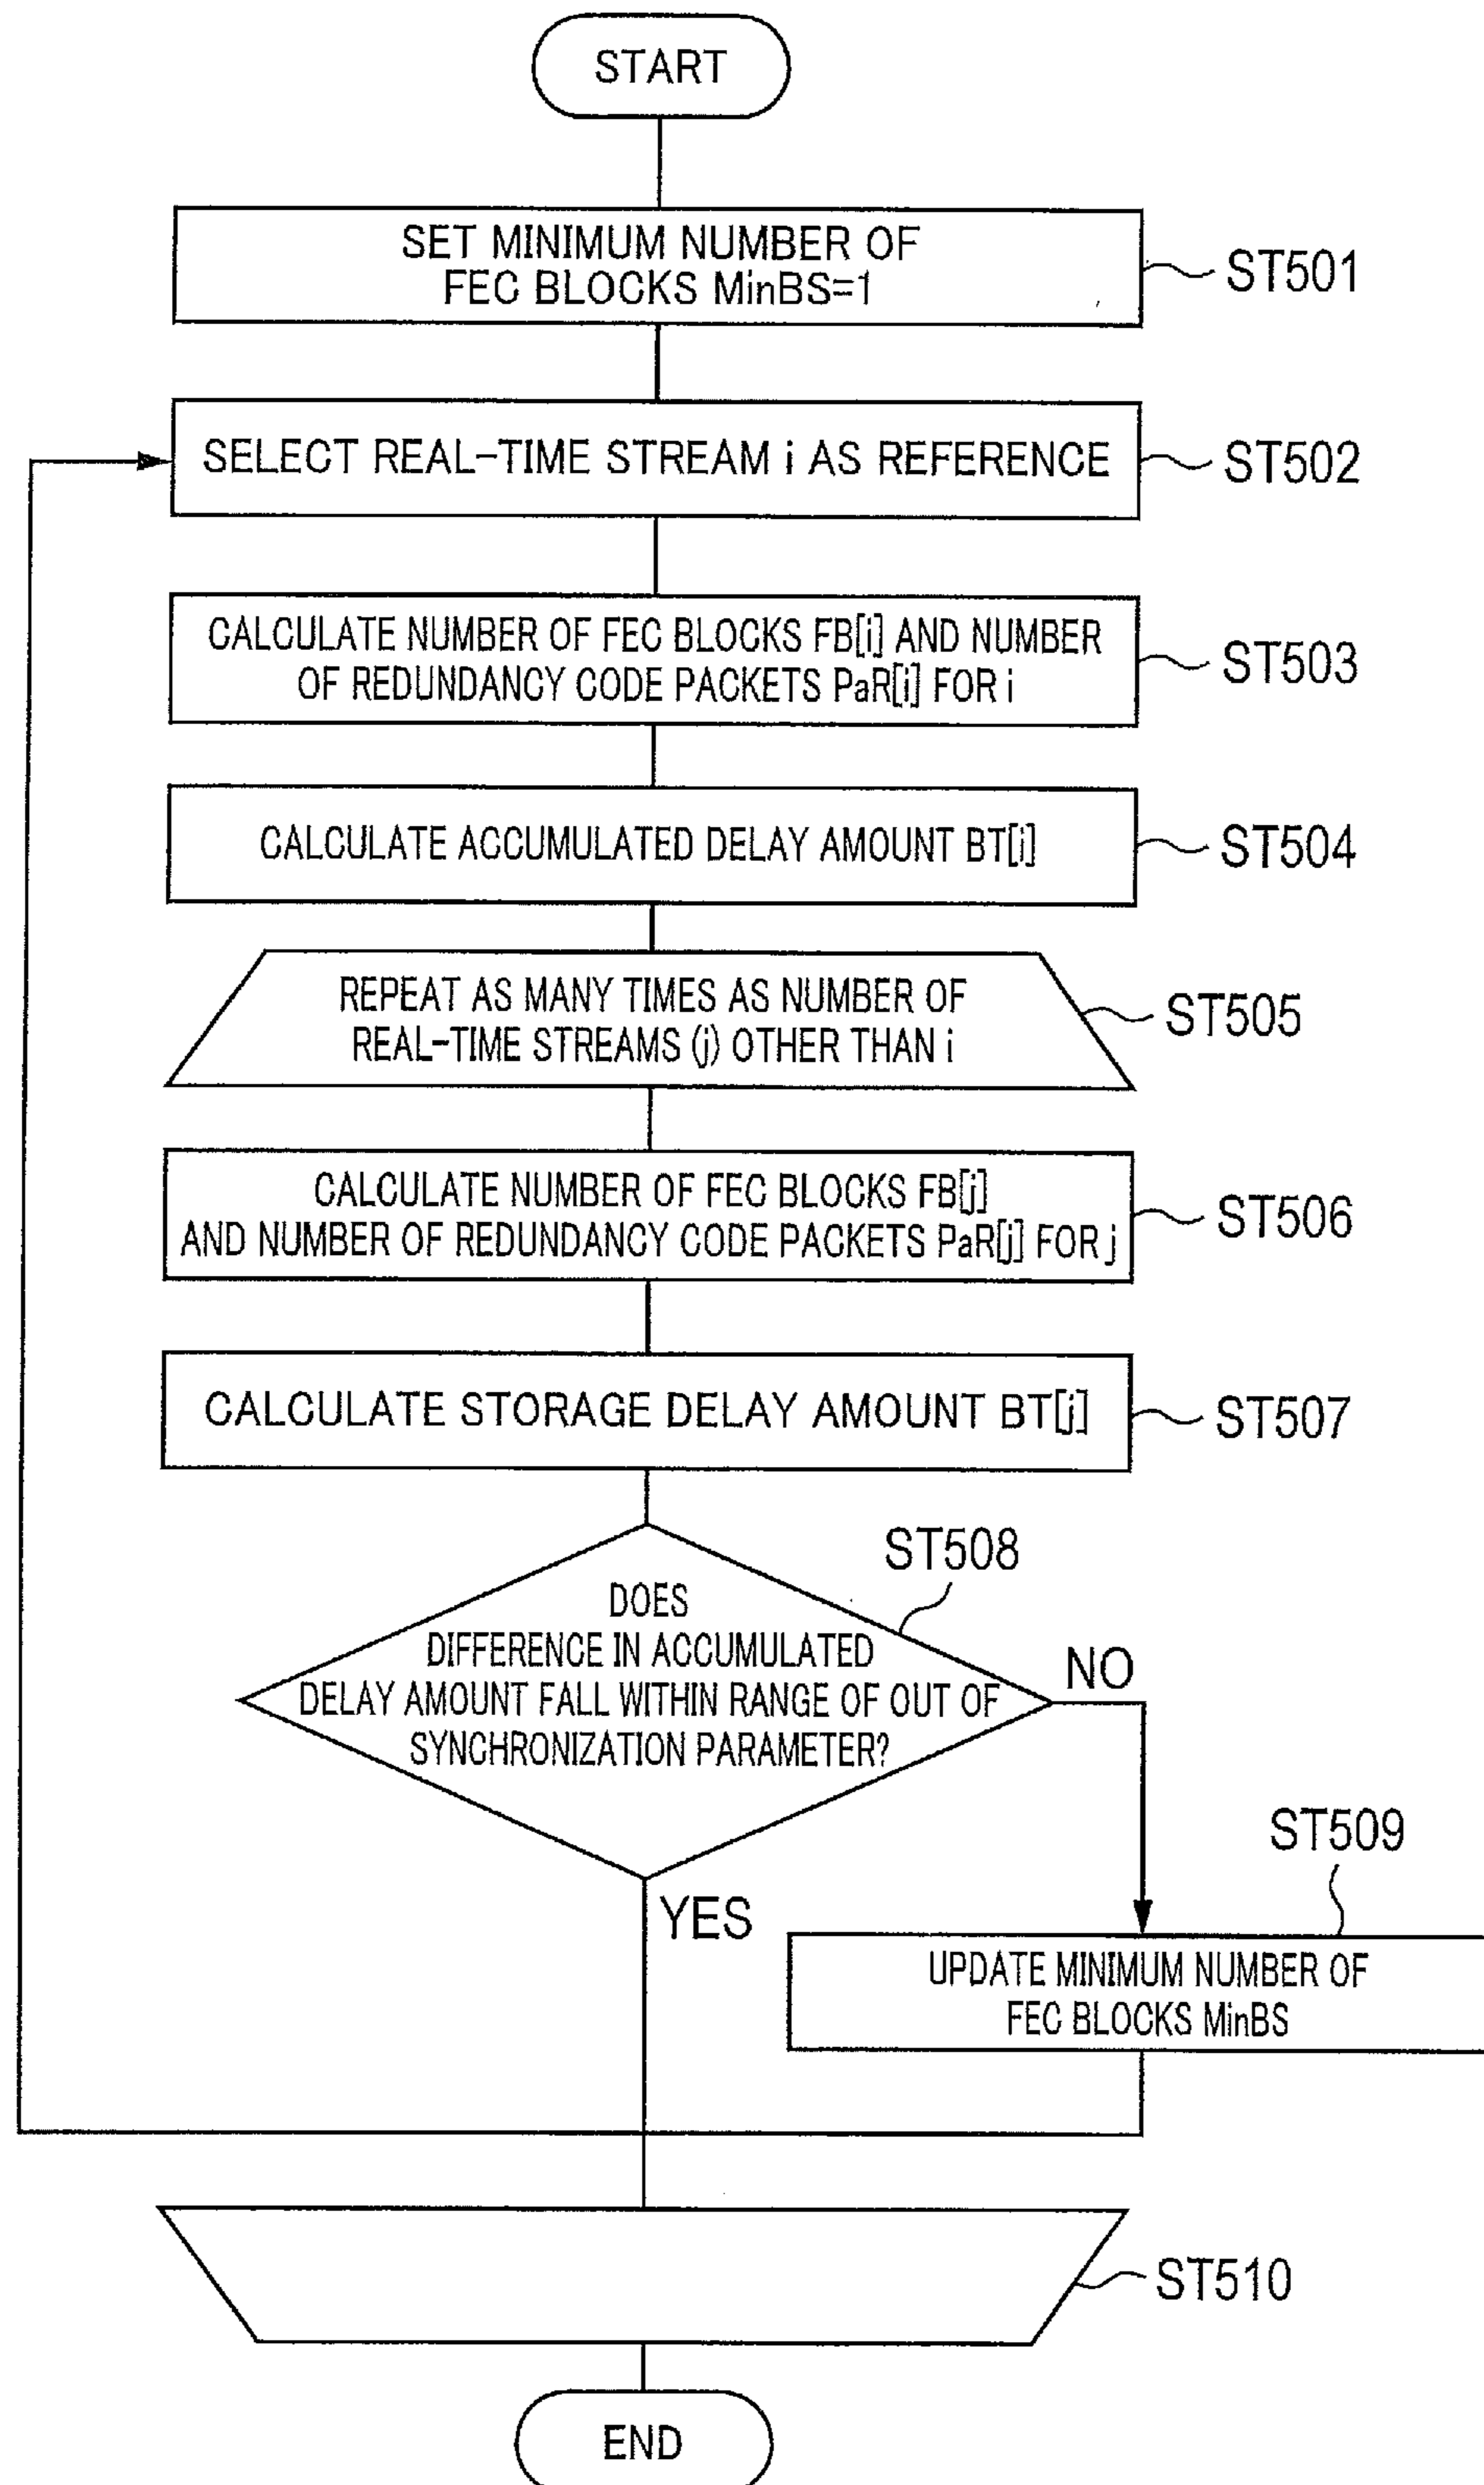 START
SET MINIMUM NUMBER OF
FEC BLOCKS MinBS=1
ST501
SELECT REAL-TIME STREAM i AS REFERENCE
ST502
CALCULATE NUMBER OF FEC BLOCKS FB[i] AND NUMBER
OF REDUNDANCY CODE PACKETS PaR[i] FOR i
ST503
CALCULATE ACCUMULATED DELAY AMOUNT BT[i]
ST504
REPEAT AS MANY TIMES AS NUMBER OF
REAL-TIME STREAMS (j) OTHER THAN i
ST505
CALCULATE NUMBER OF FEC BLOCKS FB[j]
AND NUMBER OF REDUNDANCY CODE PACKETS PaR[j] FOR j
ST506
CALCULATE STORAGE DELAY AMOUNT BT[j]
ST507
ST508
DOES
DIFFERENCE IN ACCUMULATED
DELAY AMOUNT FALL WITHIN RANGE OF OUT OF
SYNCHRONIZATION PARAMETER?
NO
YES
ST509
UPDATE MINIMUM NUMBER OF
FEC BLOCKS MinBS
ST510
END